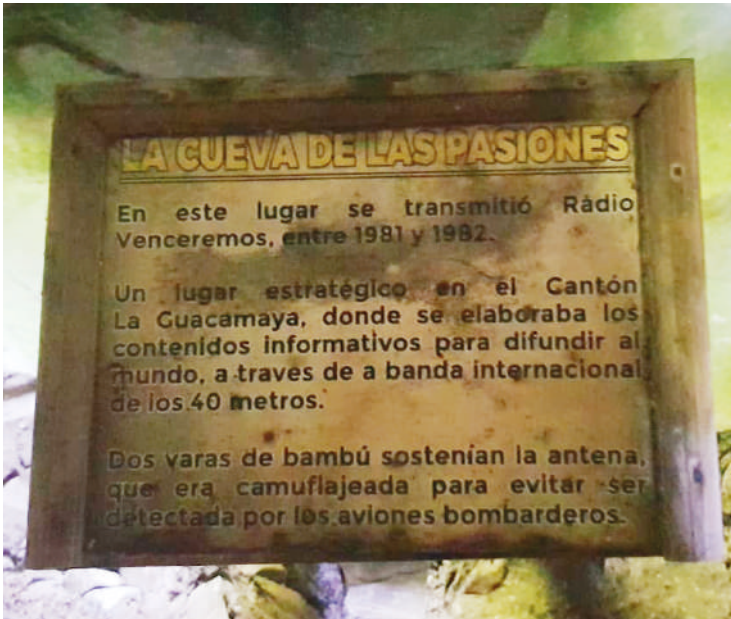 LA CUEVA DE LAS PASIONES
En este lugar se transmitió Ràdio
Venceremos, entre 1981 y 1982.
Un lugar estratégico en el Cantón
La Guacamaya, donde se elaboraba los
contenidos informativos para difundir al
mundo, a través de a banda internacional
de los 40 metros.
Dos varas de bambú sostenían la antena,
que era camuflajeada para evitar ser
detectada por los aviones bombarderos.